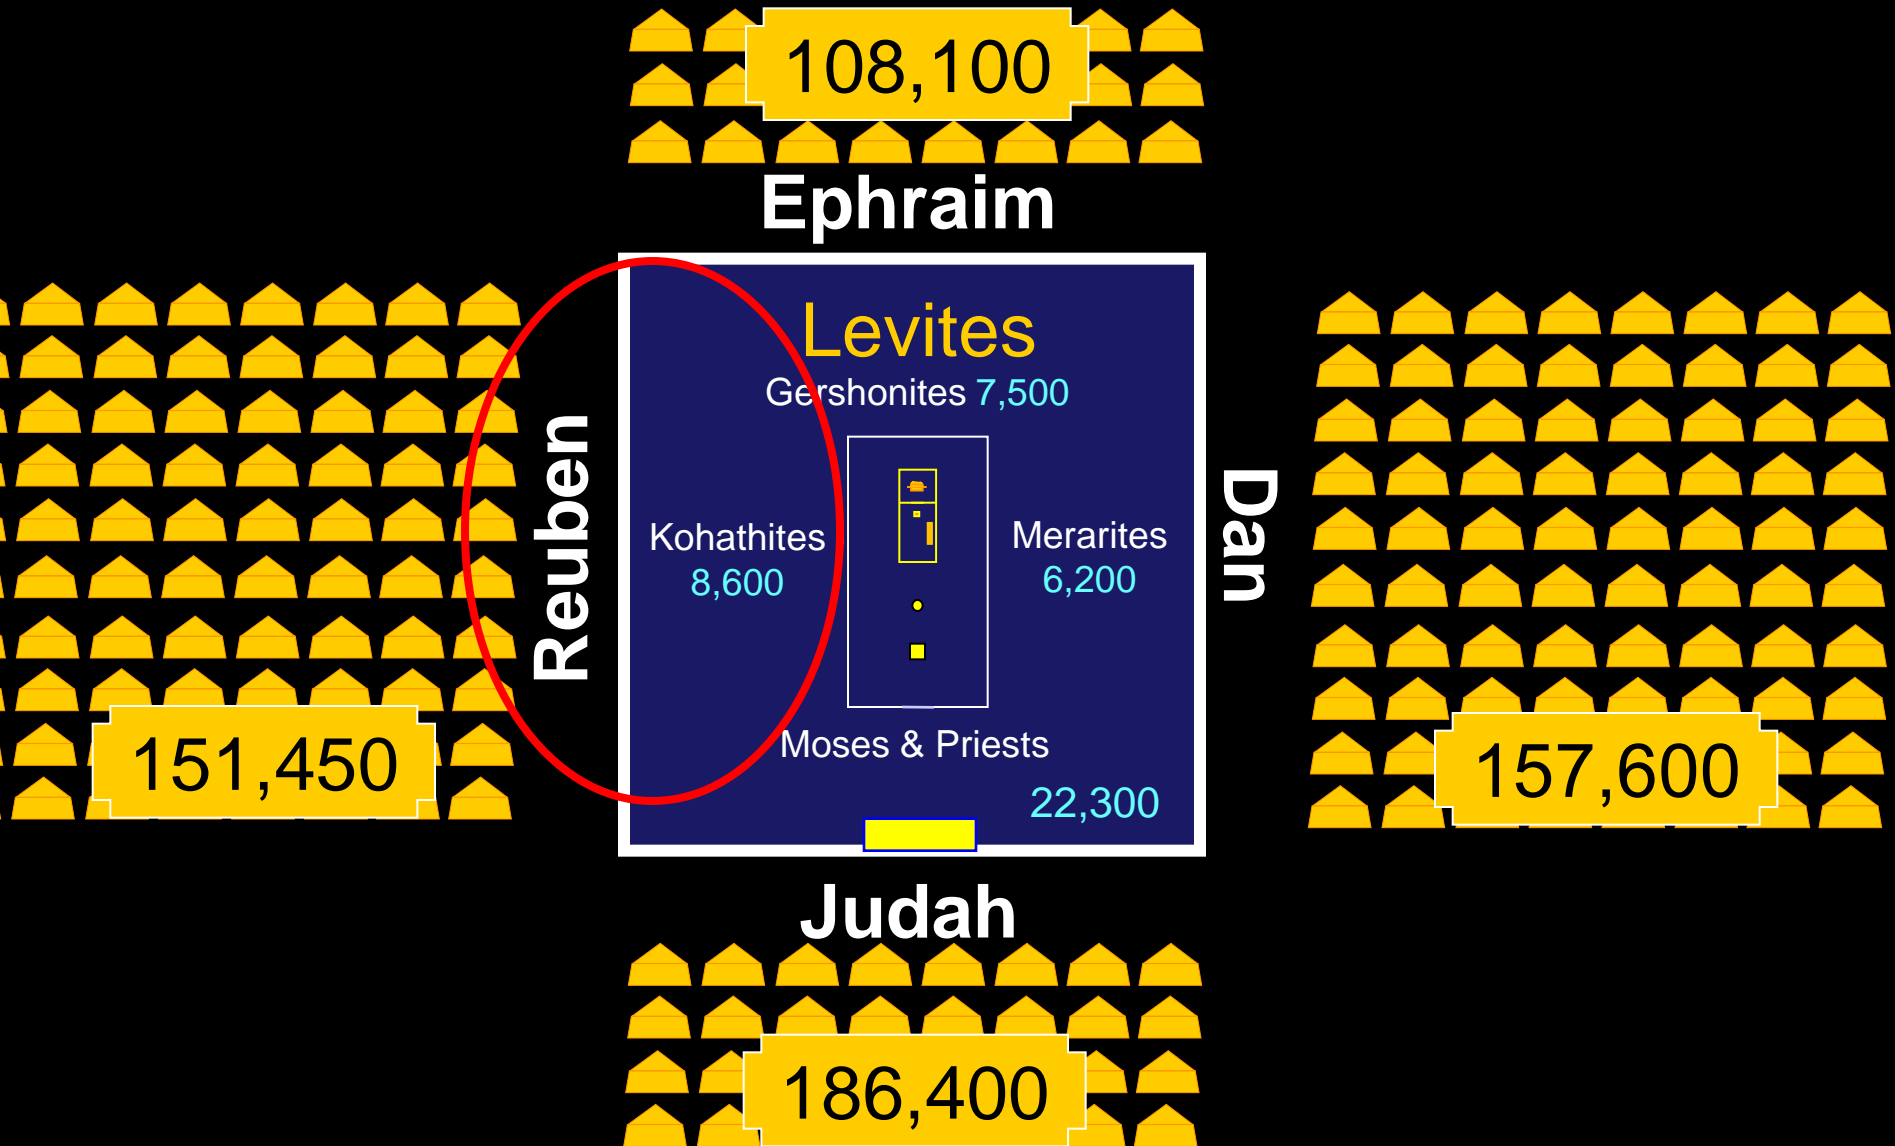 108,100
Ephraim
Levites
Gershonites 7,500
Reuben
Kohathites
8,600
Merarites
6,200
Dan
151,450
Moses & Priests
157,600
22,300
Judah
186,400